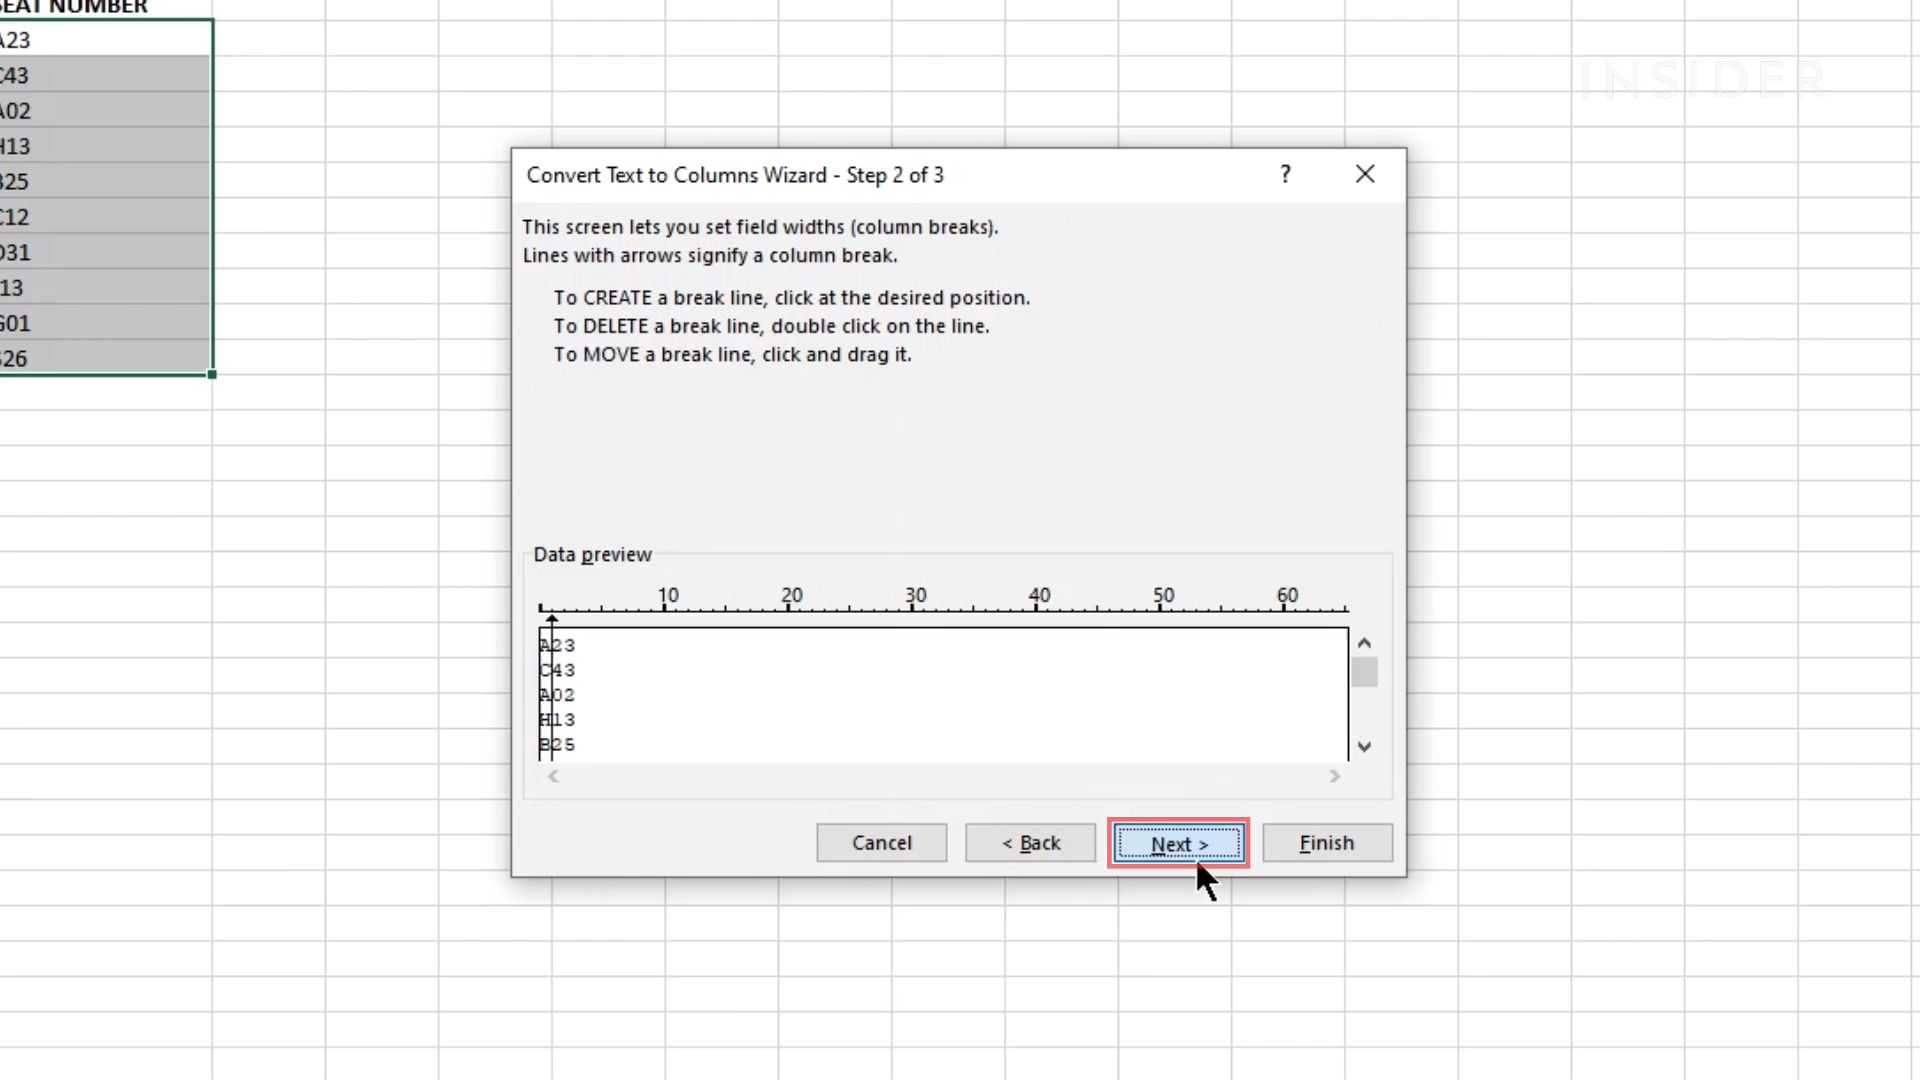 SEAT NUMBER
A23
C43
A02
H13
B25
C12
D31
13
G01
26
INSIDER
Convert Text to Columns Wizard - Step 2 of 3
?
This screen lets you set field widths (column breaks).
Lines with arrows signify a column break.
To CREATE a break line, click at the desired position.
To DELETE a break line, double click on the line.
To MOVE a break line, click and drag it.
Data preview
10 20 30 40 50 60
A23
C43
A02
H13
B25
Cancel
< Back
Next >
Finish